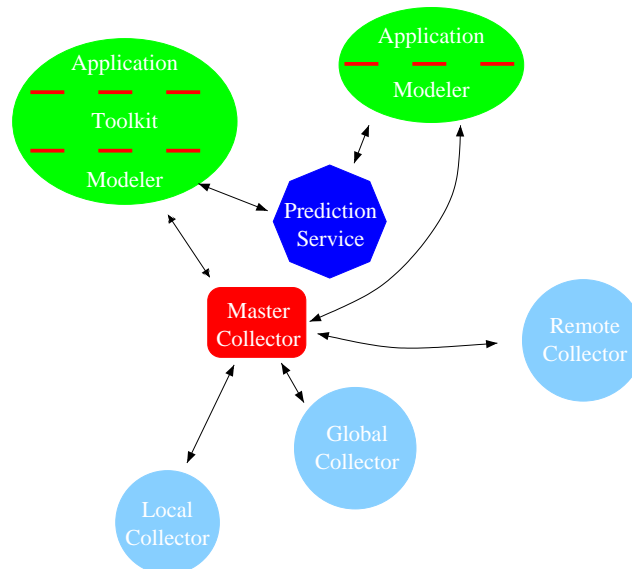 Application
Toolkit
Modeler
Application
Modeler
Prediction
Service
Master
Collector
Remote
Collector
Global
Collector
Local
Collector